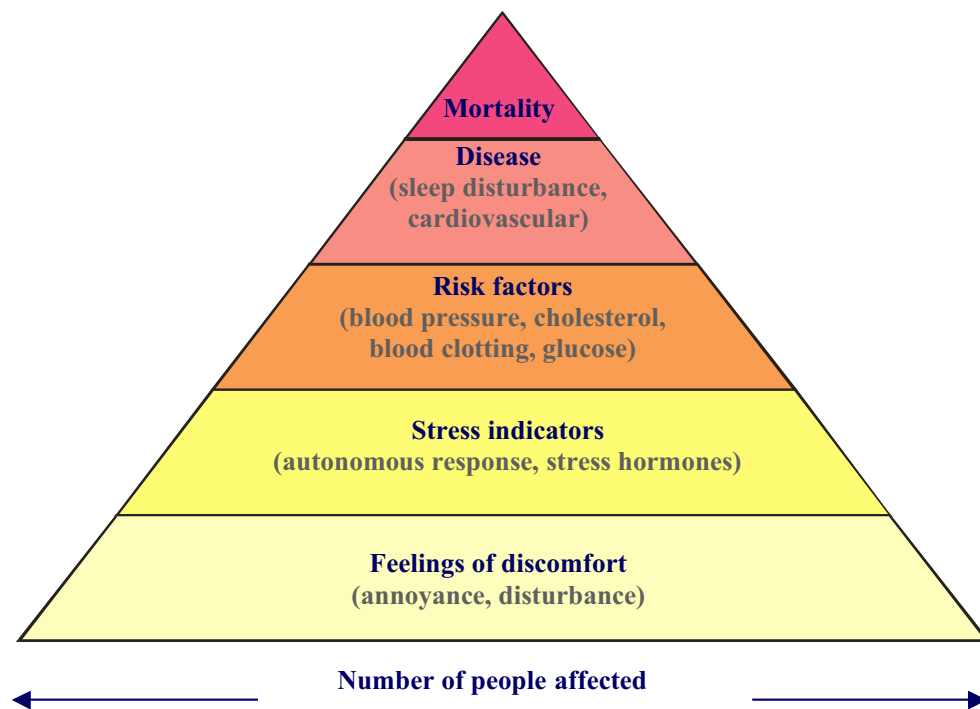 Mortality
Disease
(sleep disturbance,
cardiovascular)
Risk factors
(blood pressure, cholesterol,
blood clotting, glucose)
Stress indicators
(autonomous response, stress hormones)
Feelings of discomfort
(annoyance, disturbance)
Number of people affected